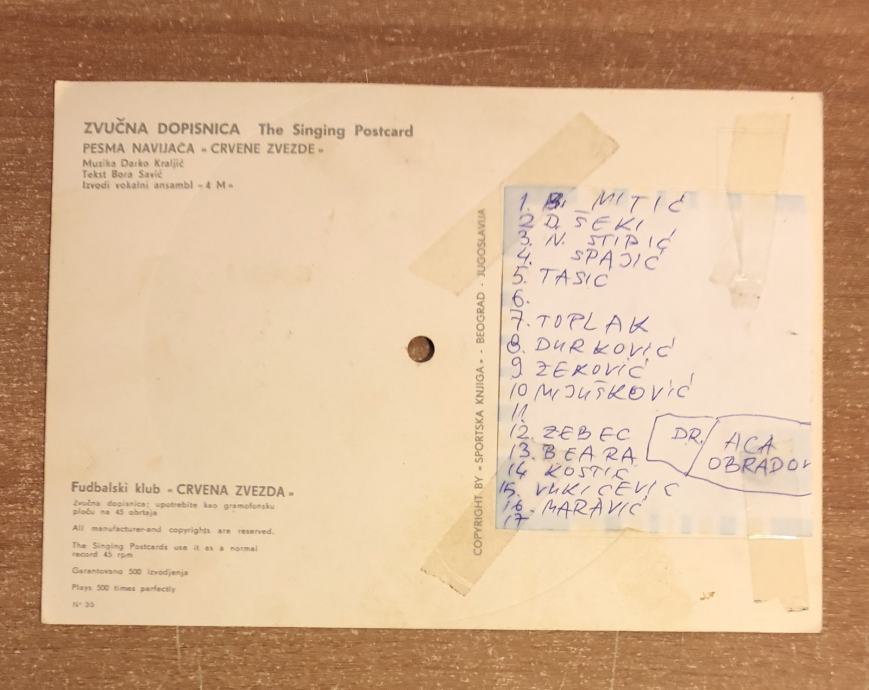 ZVUČNA DOPISNICA The Singing Postcard
PESMA NAVIJAČA « CRVENE ZVEZDE »
Muzika Darko Kraljić
Tekst Bora Savić
Izvodi vokalni ansambl « 4 M »
Fudbalski klub « CRVENA ZVEZDA »
Zvučna dopisnica; upotrebite kao gramofonsku
ploču na 45 obrtaja
All manufacturer-and copyrights are reserved.
The Singing Postcards use it as a normal
record 45 rpm
Garantovano 500 izvodjenja
Plays 500 times perfectly
N° 35
COPYRIGHT BY « SPORTSKA KNJIGA » - BEOGRAD - JUGOSLAVIJA
1. B. MITIĆ
2 D. ŠEKI
3. N. STIPIĆ
4. SPAJIĆ
5. TASIĆ
6.
7. TOPLAK
8. DURKOVIĆ
9 ZEKOVIĆ
10 MIJUŠKOVIĆ
11
12. ZEBEC
13. BEARA
14 KOSTIĆ
15. VUKIĆEVIĆ
16. MARAVIĆ
17
DR. ACA
OBRADOV